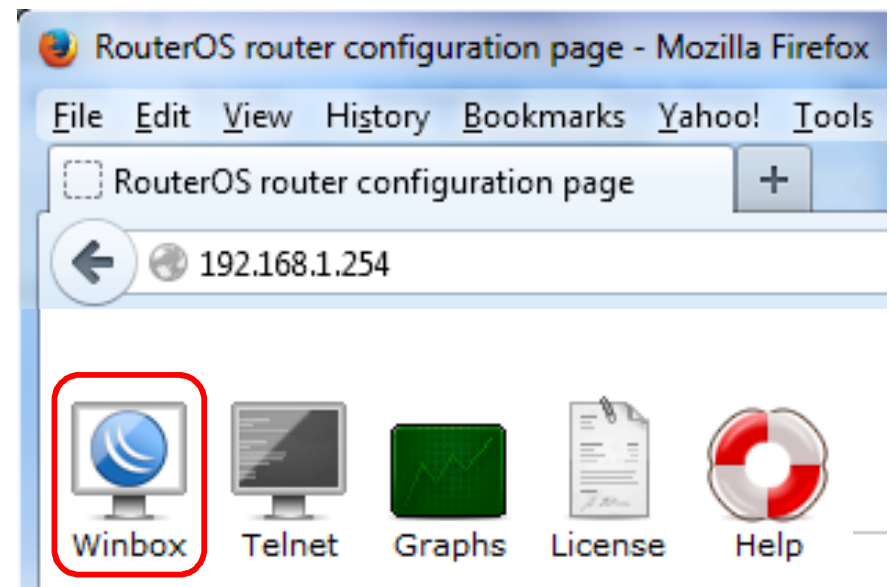 RouterOS router configuration page - Mozilla Firefox
File Edit View History Bookmarks Yahoo! Tools
RouterOS router configuration page +
192.168.1.254
Winbox Telnet Graphs License Help